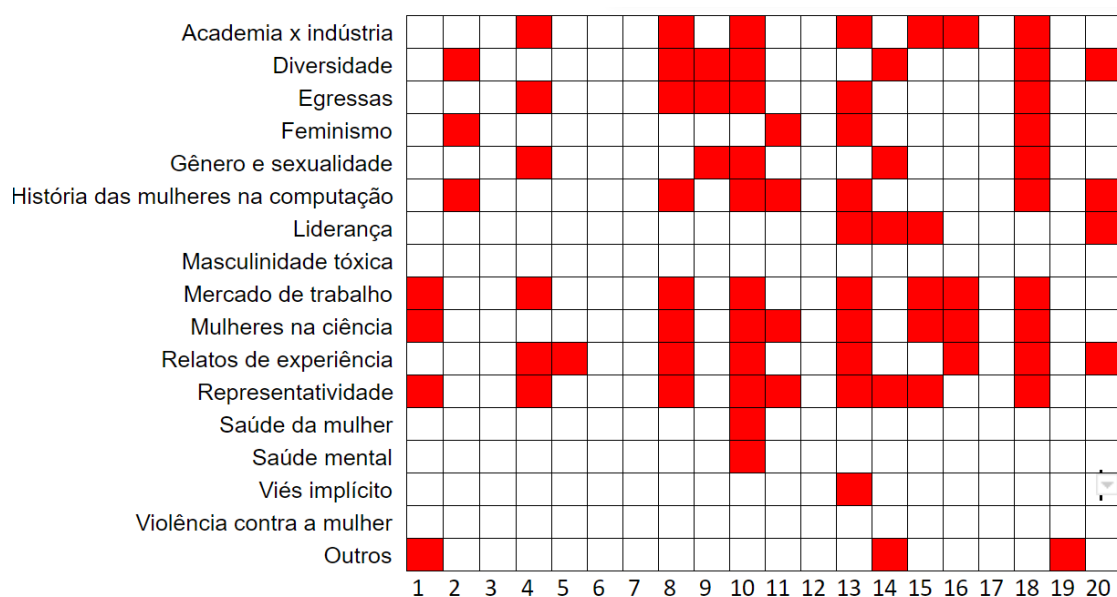 Academia x indústria
Diversidade
Egressas
Feminismo
Gênero e sexualidade
História das mulheres na computação
Liderança
Masculinidade tóxica
Mercado de trabalho
Mulheres na ciência
Relatos de experiência
Representatividade
Saúde da mulher
Saúde mental
Viés implícito
Violência contra a mulher
Outros
1 2 3 4 5 6 7 8 9 10 11 12 13 14 15 16 17 18 19 20